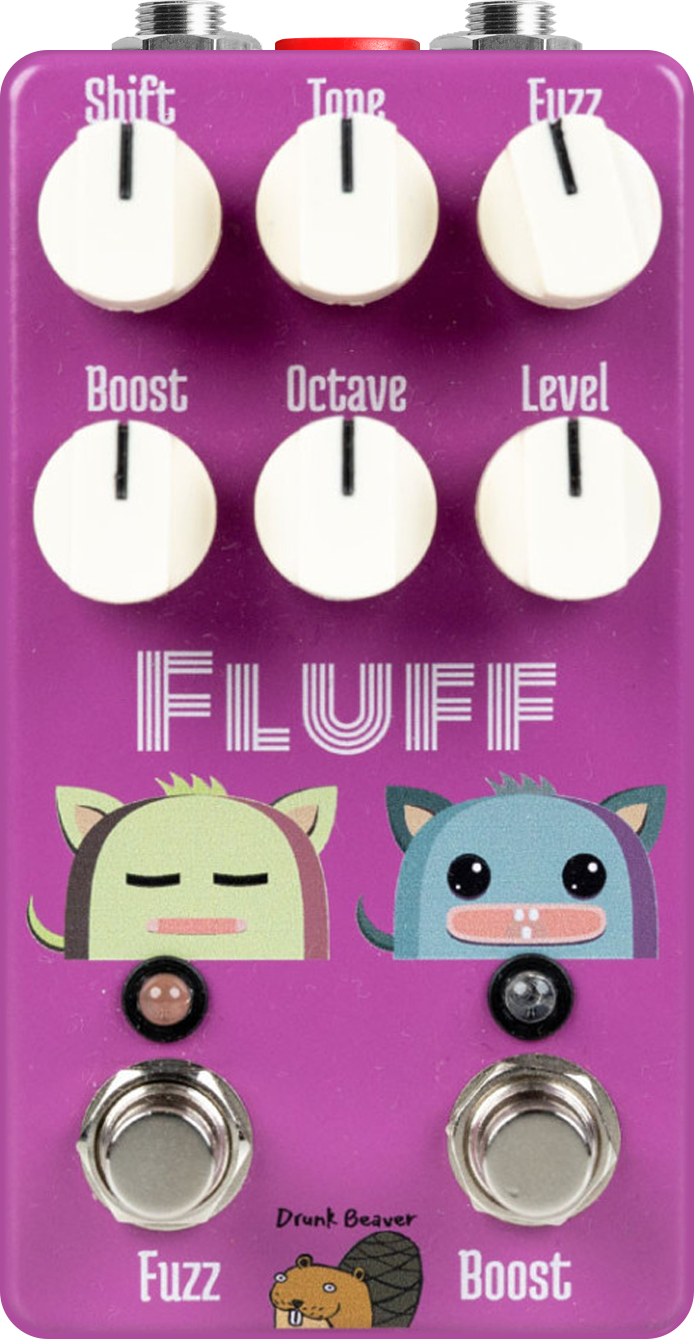 Shift Tone Fuzz
Boost Octave Level
FLUFF
Drunk Beaver
Fuzz Boost